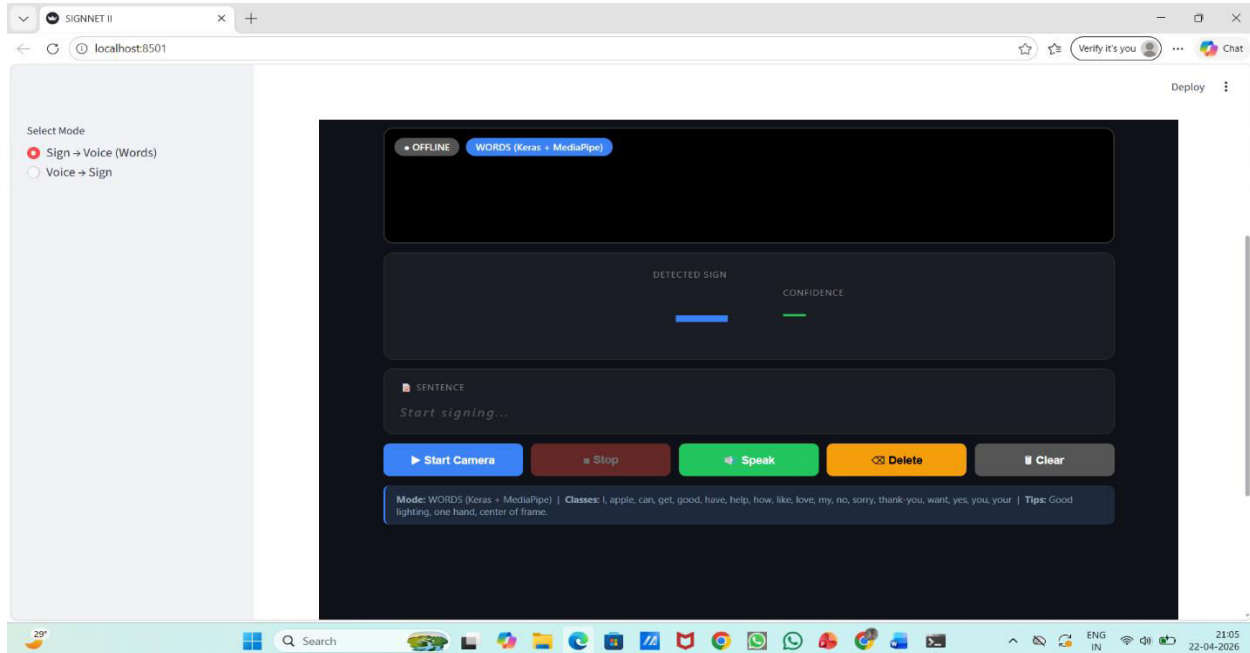 SIGNNET II
localhost:8501
Verify it's you
Chat
Deploy
Select Mode
Sign → Voice (Words)
Voice → Sign
• OFFLINE
WORDS (Keras + MediaPipe)
DETECTED SIGN
CONFIDENCE
SENTENCE
Start signing...
▶ Start Camera
■ Stop
Speak
⌫ Delete
Clear
Mode: WORDS (Keras + MediaPipe) | Classes: I, apple, can, get, good, have, help, how, like, love, my, no, sorry, thank-you, want, yes, you, your | Tips: Good
lighting, one hand, center of frame.
29°
Search
ENG
IN
21:05
22-04-2026